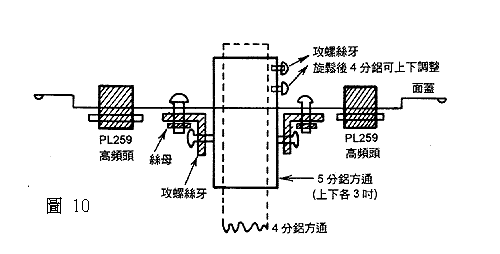 攻螺絲牙
旋鬆後4分鋁可上下調整
面蓋
PL259
高頻頭
PL259
高頻頭
絲母
攻螺絲牙
5分鋁方通
(上下各3吋)
圖 10
4分鋁方通